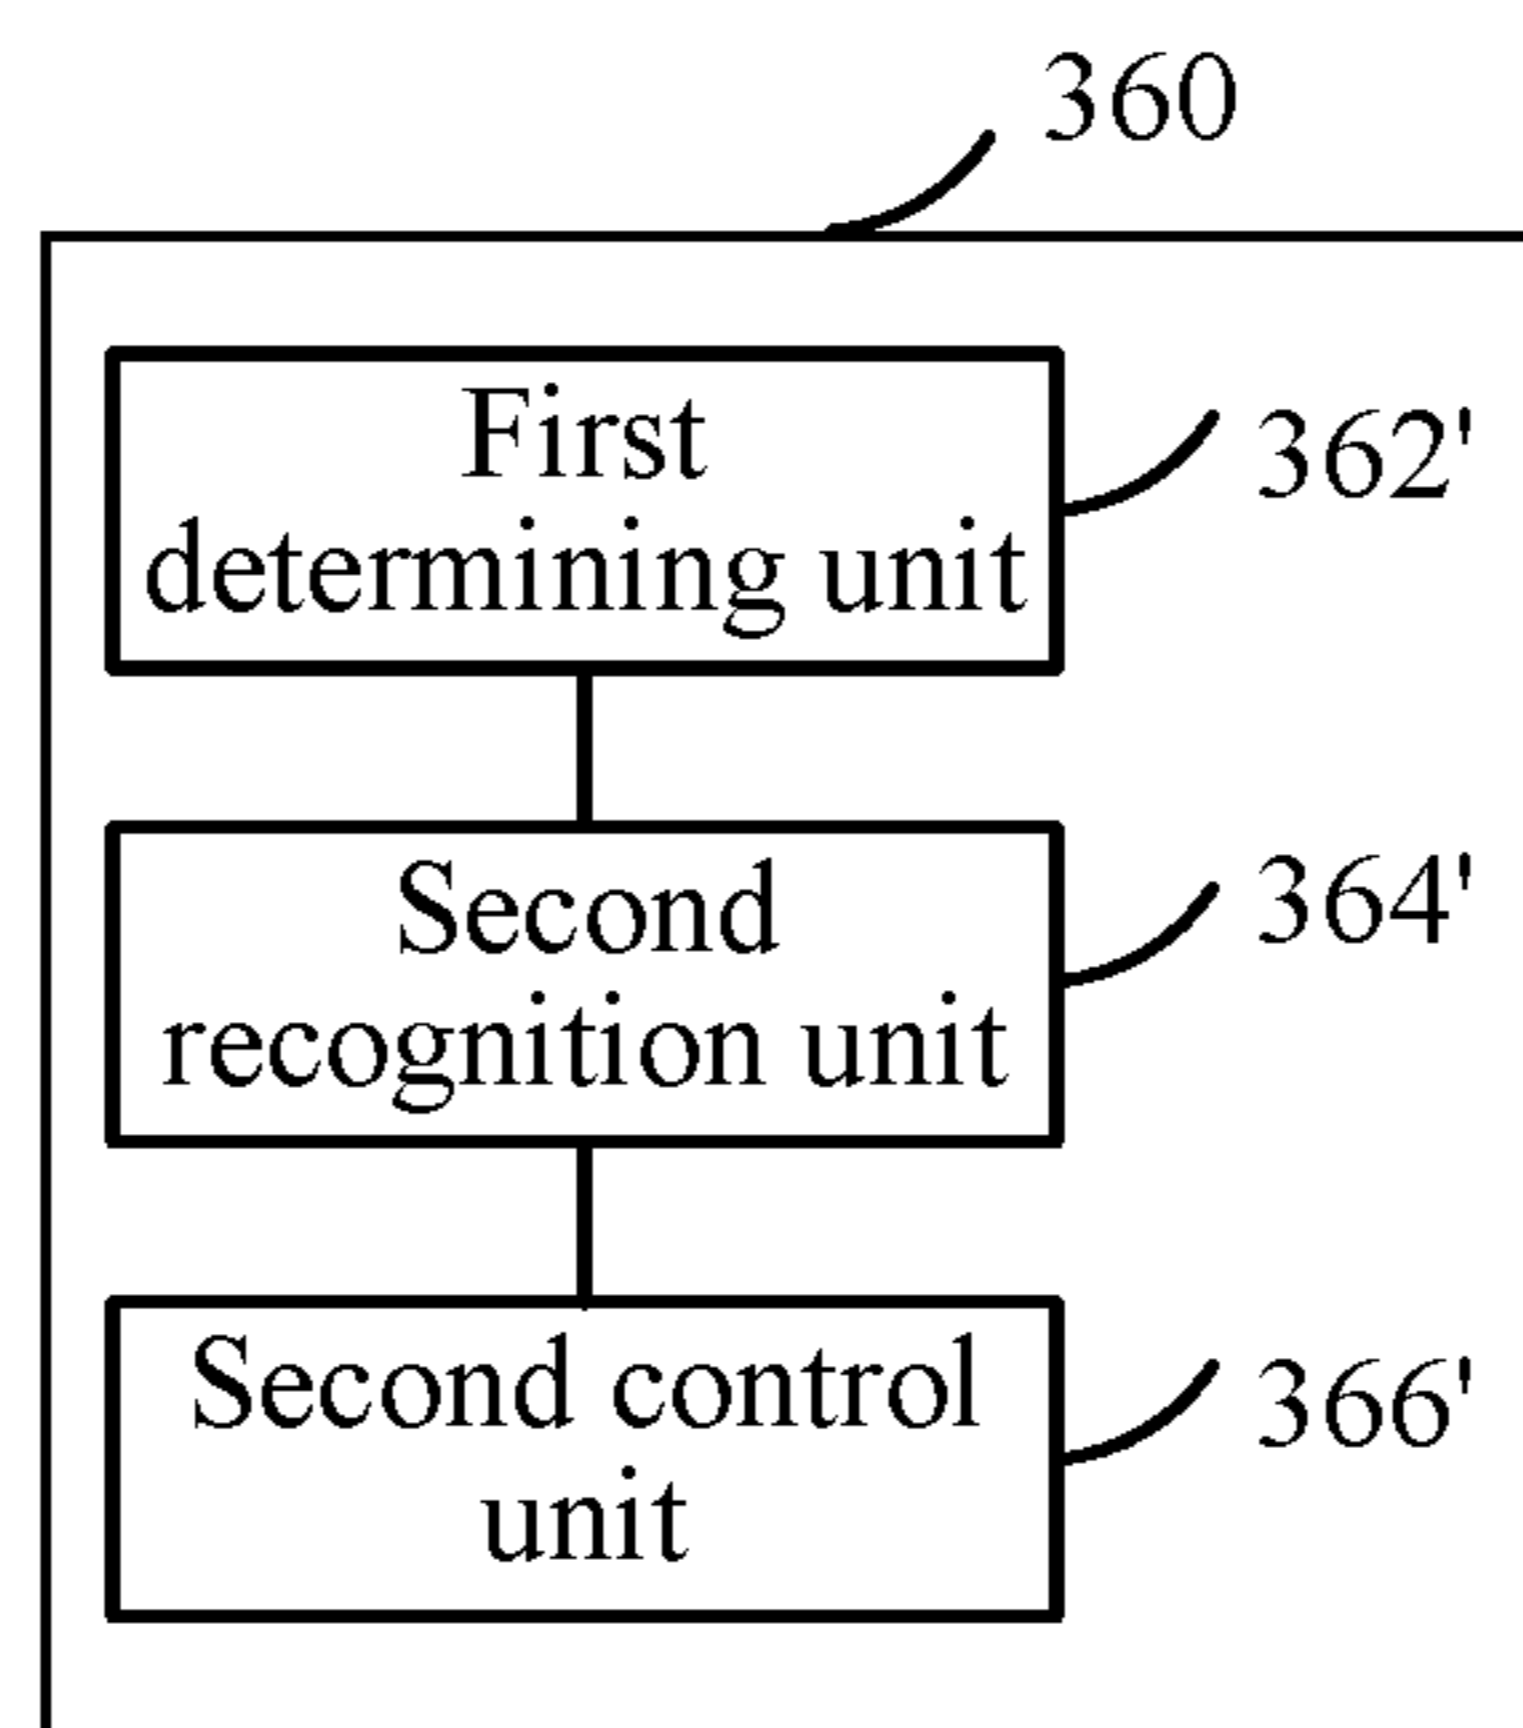 360
First
determining unit
362'
Second
recognition unit
364'
Second control
unit
366'